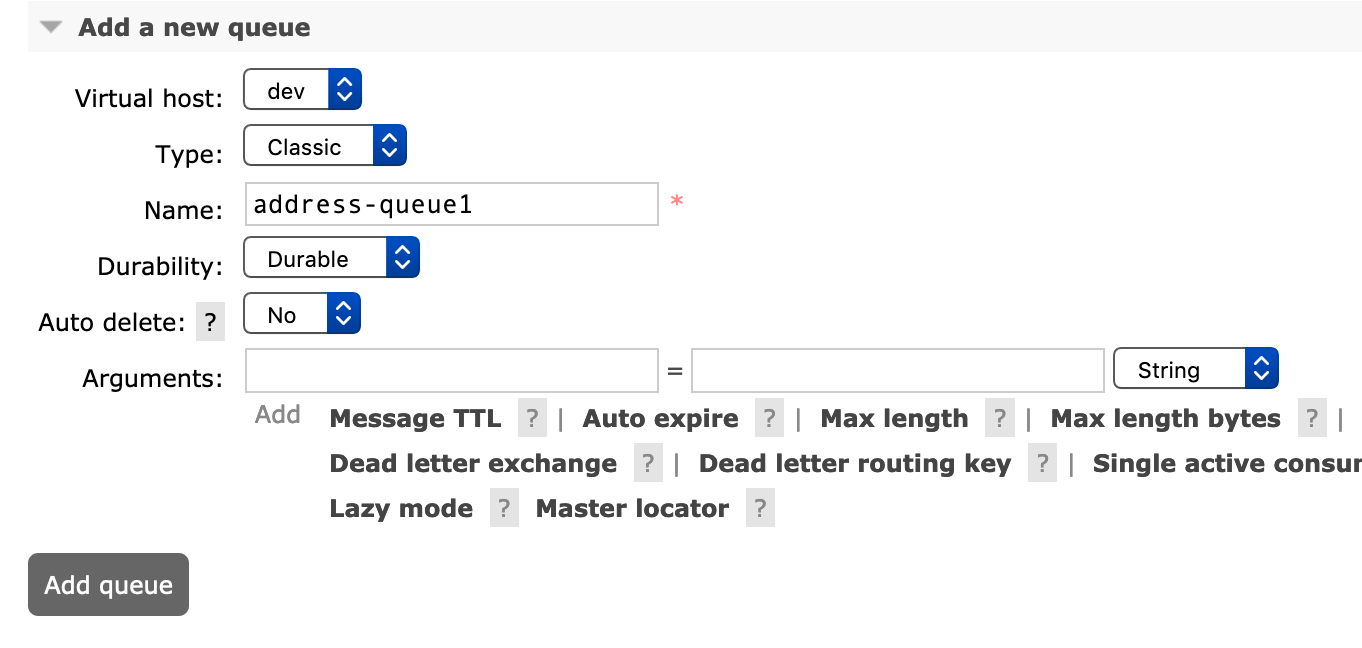 Add a new queue
Virtual host: dev
Type: Classic
Name: address-queue1 *
Durability: Durable
Auto delete: ? No
Arguments: = String
Add Message TTL ? | Auto expire ? | Max length ? | Max length bytes ? |
Dead letter exchange ? | Dead letter routing key ? | Single active
Lazy mode ? Master locator ?
Add queue